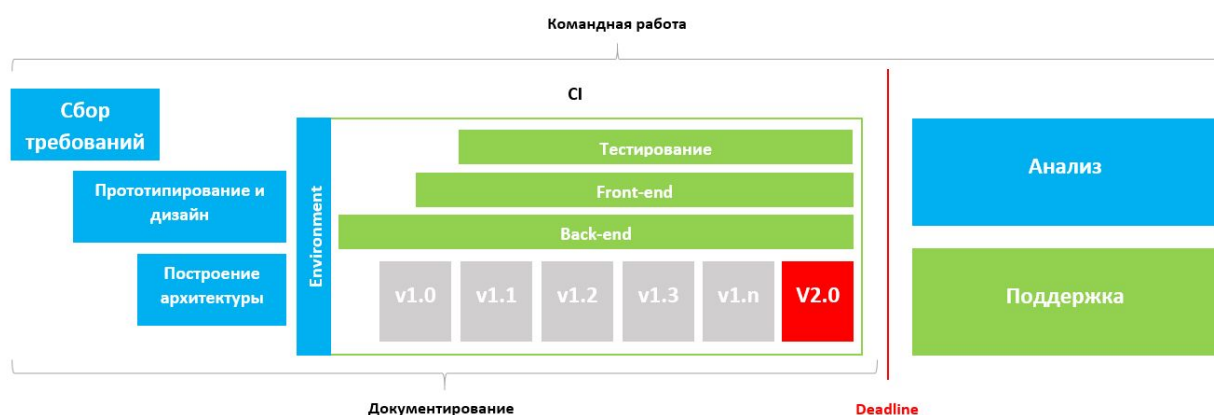 Командная работа
CI
Сбор
требований
Прототипирование и
дизайн
Построение
архитектуры
Environment
Тестирование
Front-end
Back-end
v1.0
v1.1
v1.2
v1.3
v1.n
V2.0
Анализ
Поддержка
Документирование
Deadline